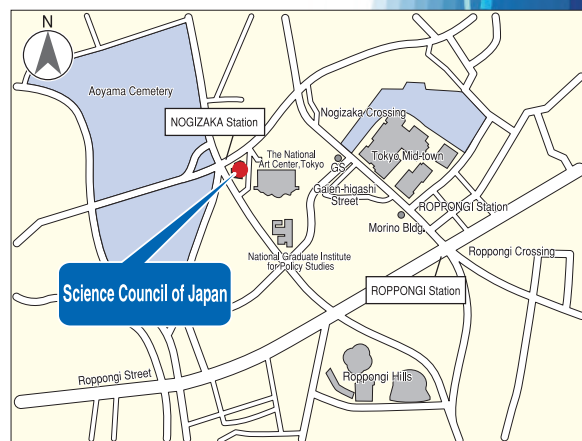 N
Aoyama Cemetery
NOGIZAKA Station
Nogizaka Crossing
The National
Art Center,Tokyo
GS
Tokyo Mid-town
Gaien-higashi
Street
ROPPONGI Station
Morino Bldg.
National Graduate Institute
for Policy Studies
Roppongi Crossing
Science Council of Japan
ROPPONGI Station
Roppongi Street
Roppongi Hills